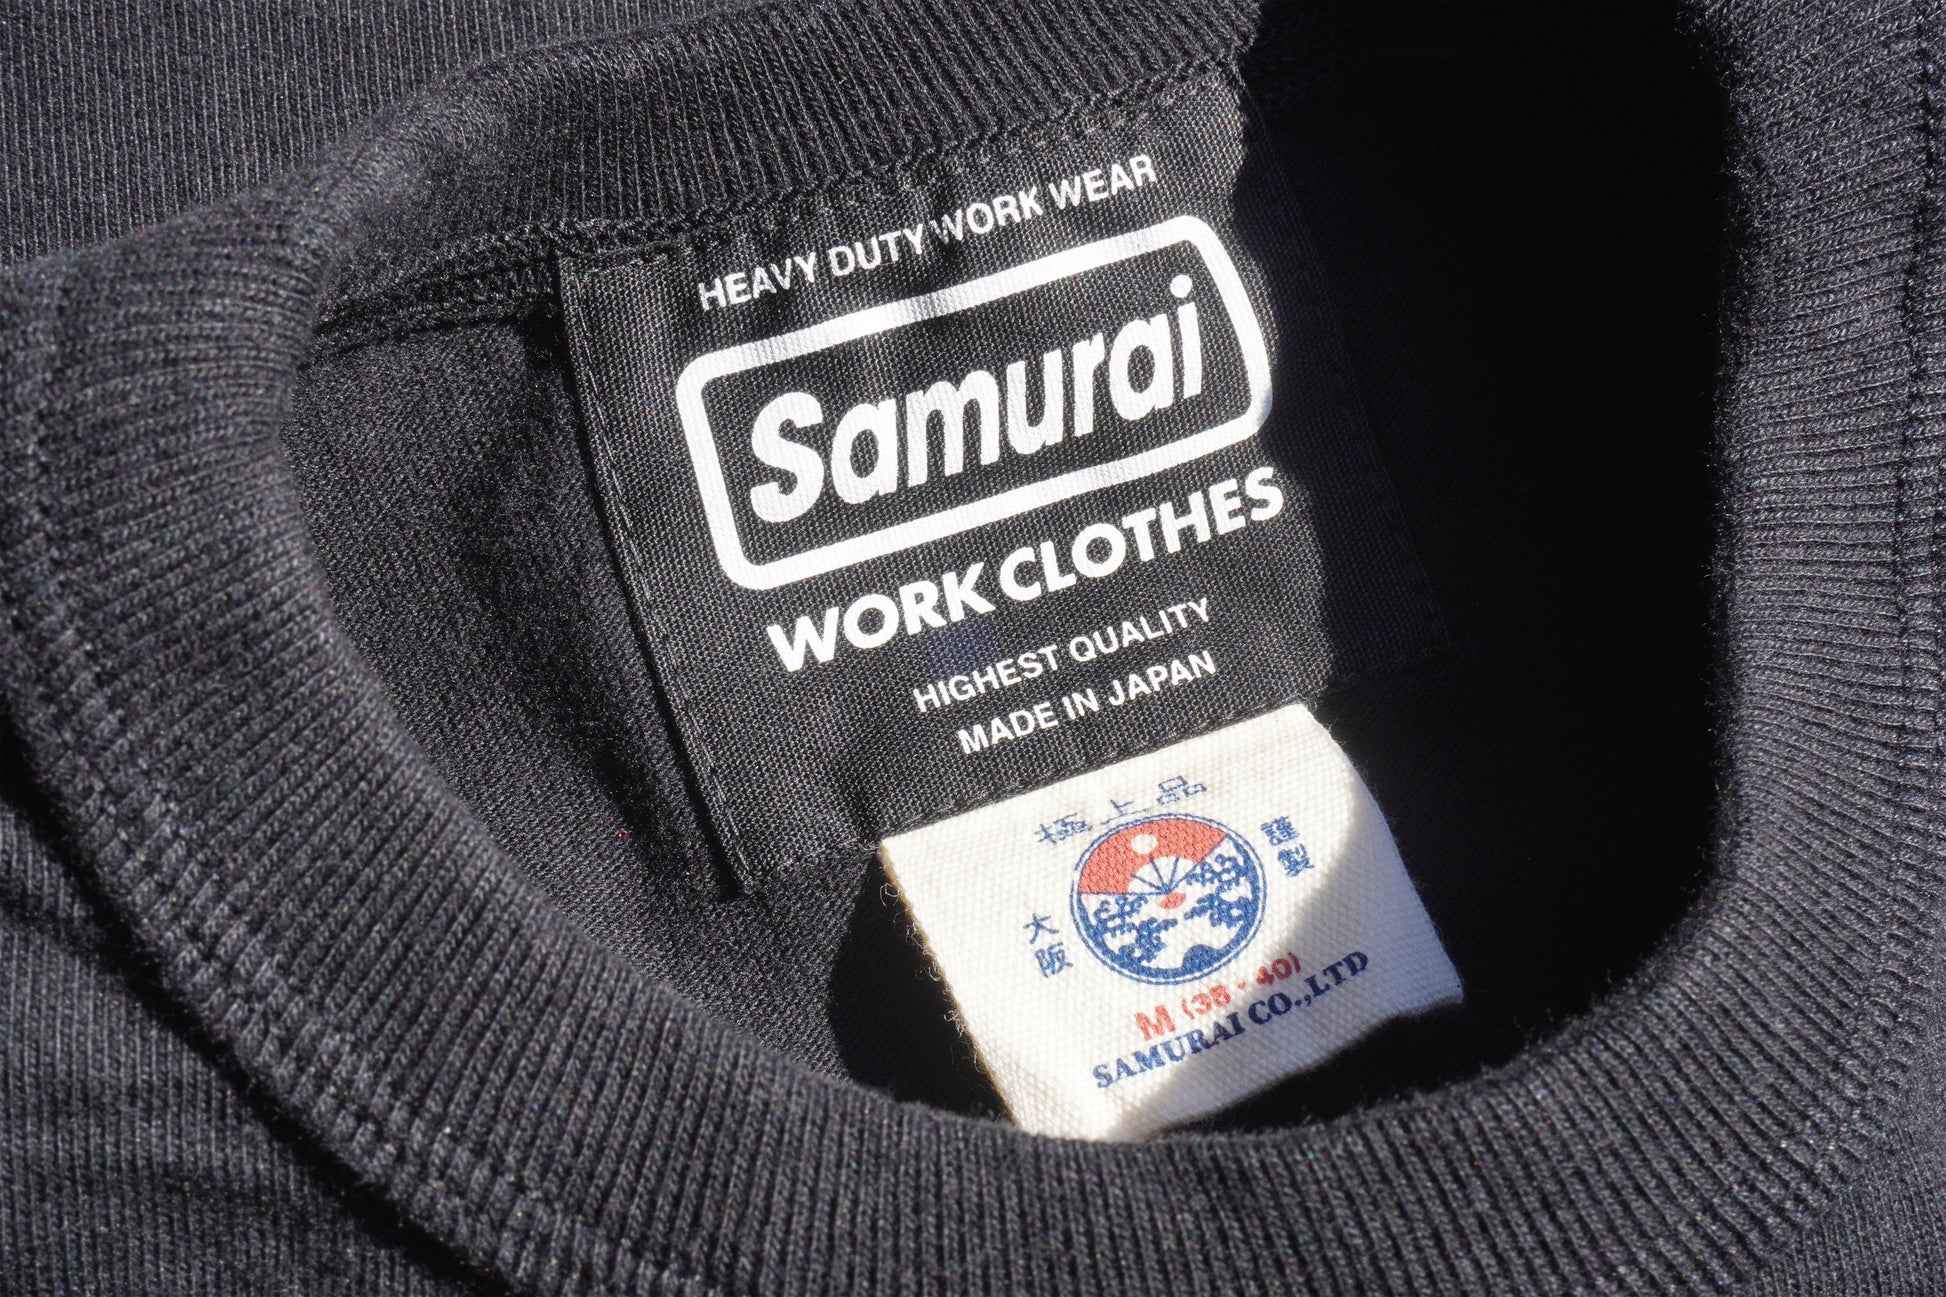 HEAVY DUTY WORK WEAR
Samurai
WORK CLOTHES
HIGHEST QUALITY
MADE IN JAPAN
極上品
謹製
大阪
M (38 - 40)
SAMURAI CO.,LTD